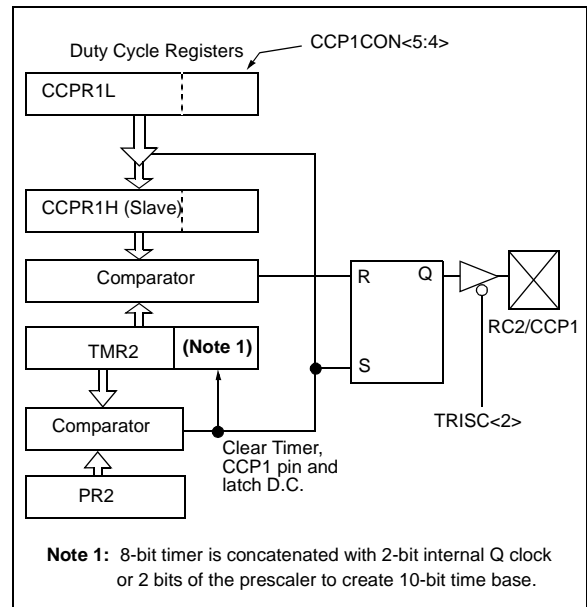 Duty Cycle Registers
CCP1CON<5:4>
CCPR1L
CCPR1H (Slave)
Comparator
R
Q
RC2/CCP1
TMR2
(Note 1)
S
TRISC<2>
Comparator
Clear Timer,
CCP1 pin and
latch D.C.
PR2
Note 1: 8-bit timer is concatenated with 2-bit internal Q clock
or 2 bits of the prescaler to create 10-bit time base.